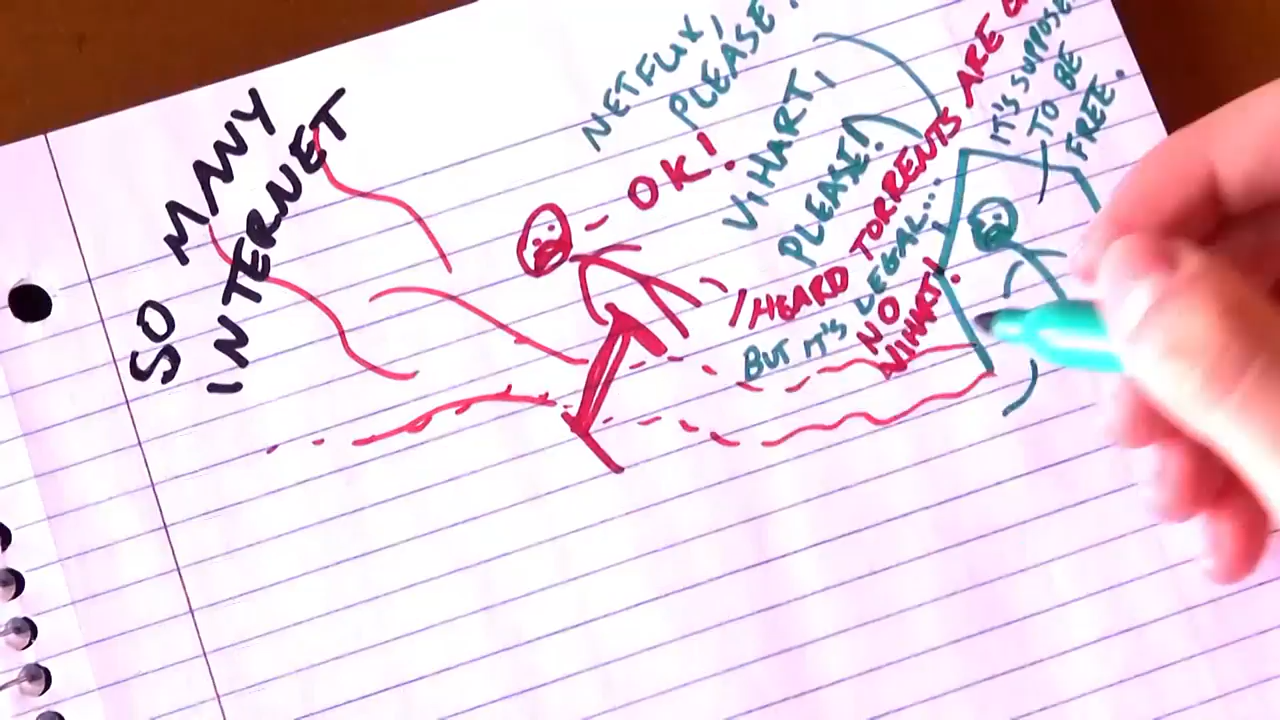 SO MANY
INTERNET
NETFLIX,
PLEASE!
OK!
VIHART,
PLEASE!
I HEARD TORRENTS ARE
BUT IT'S LEGAL...
NO
VIHART!
IT'S SUPPOSE
TO BE
FREE.